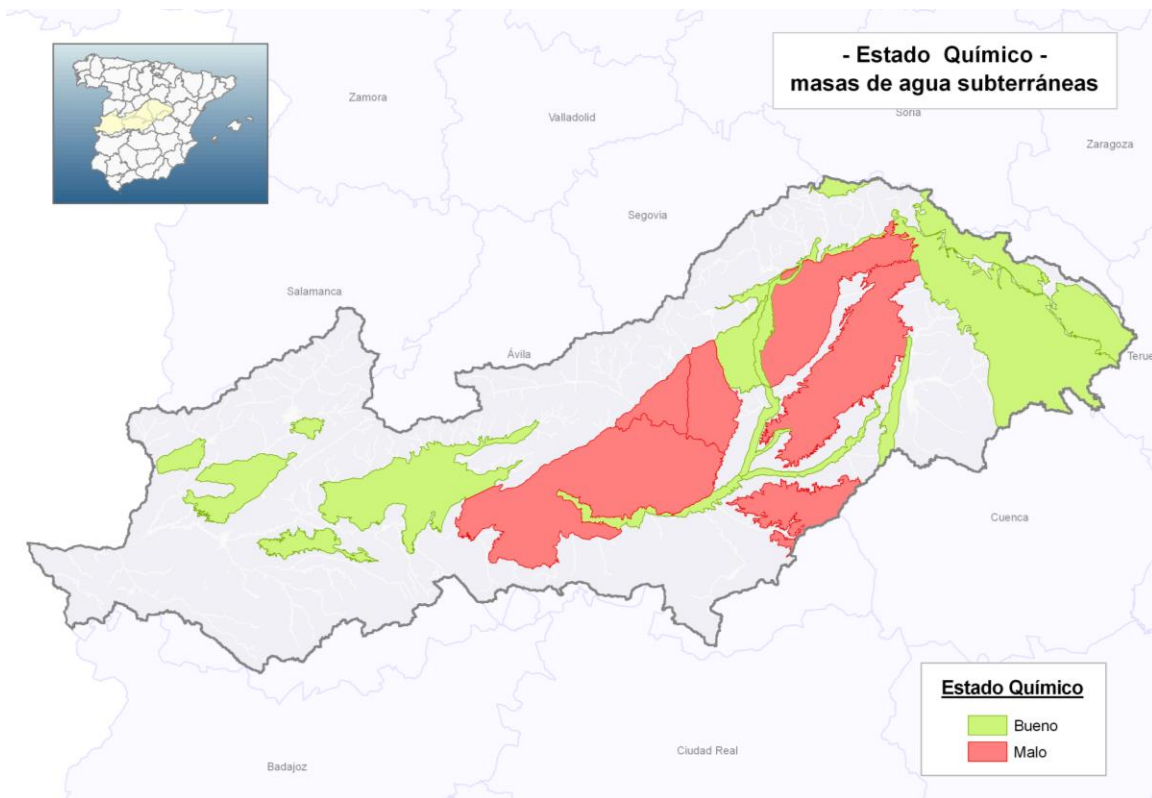 - Estado Químico -
masas de agua subterráneas
Zamora
Valladolid
Soria
Zaragoza
Segovia
Salamanca
Ávila
Terue
Cuenca
Estado Químico
Bueno
Malo
Ciudad Real
Badajoz